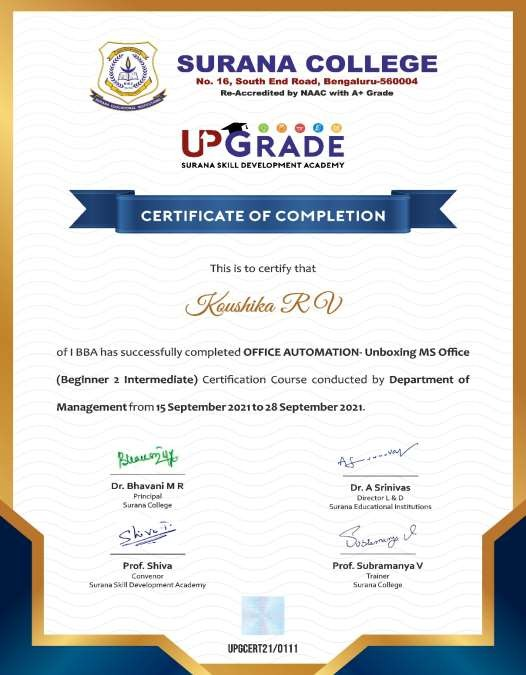 SURANA COLLEGE
No. 16, South End Road, Bengaluru-560004
Re-Accredited by NAAC with A+ Grade
UPGRADE
SURANA SKILL DEVELOPMENT ACADEMY
CERTIFICATE OF COMPLETION
This is to certify that
Koushika R V
of I BBA has successfully completed OFFICE AUTOMATION- Unboxing MS Office
(Beginner 2 Intermediate) Certification Course conducted by Department of
Management from 15 September 2021 to 28 September 2021.
Dr. Bhavani M R
Principal
Surana College
Dr. A Srinivas
Director L & D
Surana Educational Institutions
Shiva T.
Prof. Shiva
Convenor
Surana Skill Development Academy
Prof. Subramanya V
Trainer
Surana College
UPGCERT21/0111